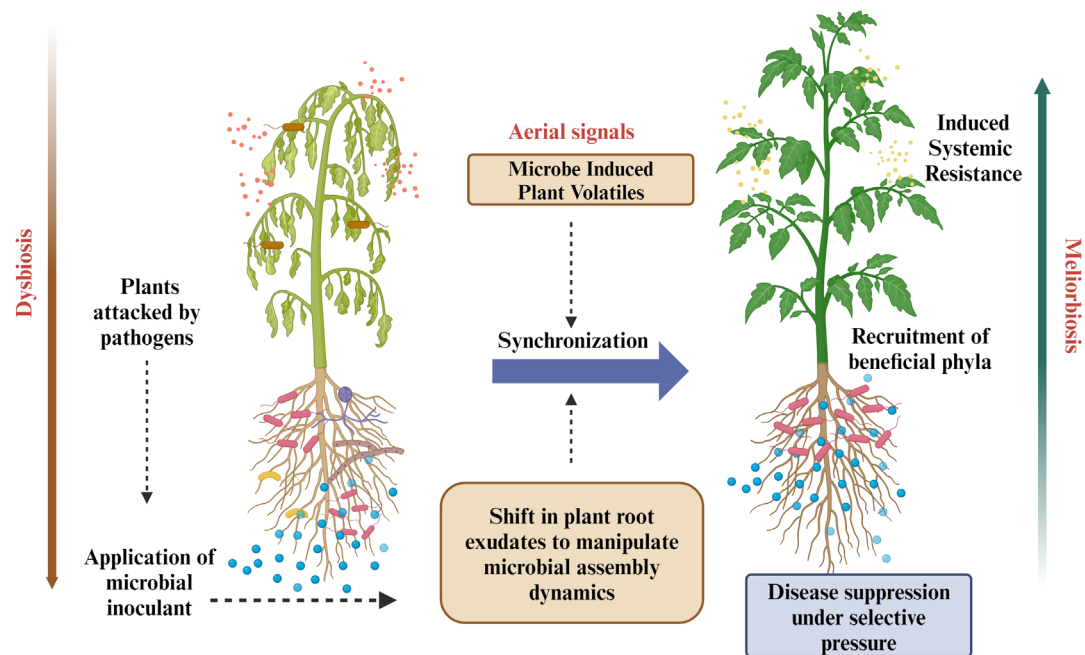 Dysbiosis
Plants
attacked by
pathogens
Application of
microbial
inoculant
Aerial signals
Microbe Induced
Plant Volatiles
Synchronization
Shift in plant root
exudates to manipulate
microbial assembly
dynamics
Induced
Systemic
Resistance
Recruitment of
beneficial phyla
Disease suppression
under selective
pressure
Meliorbiosis